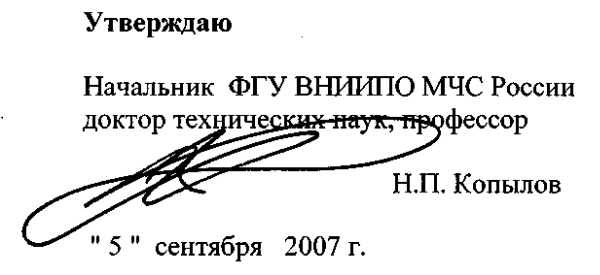 Утверждаю
Начальник ФГУ ВНИИПО МЧС России
доктор технических наук, профессор
Н.П. Копылов
" 5 " сентября 2007 г.